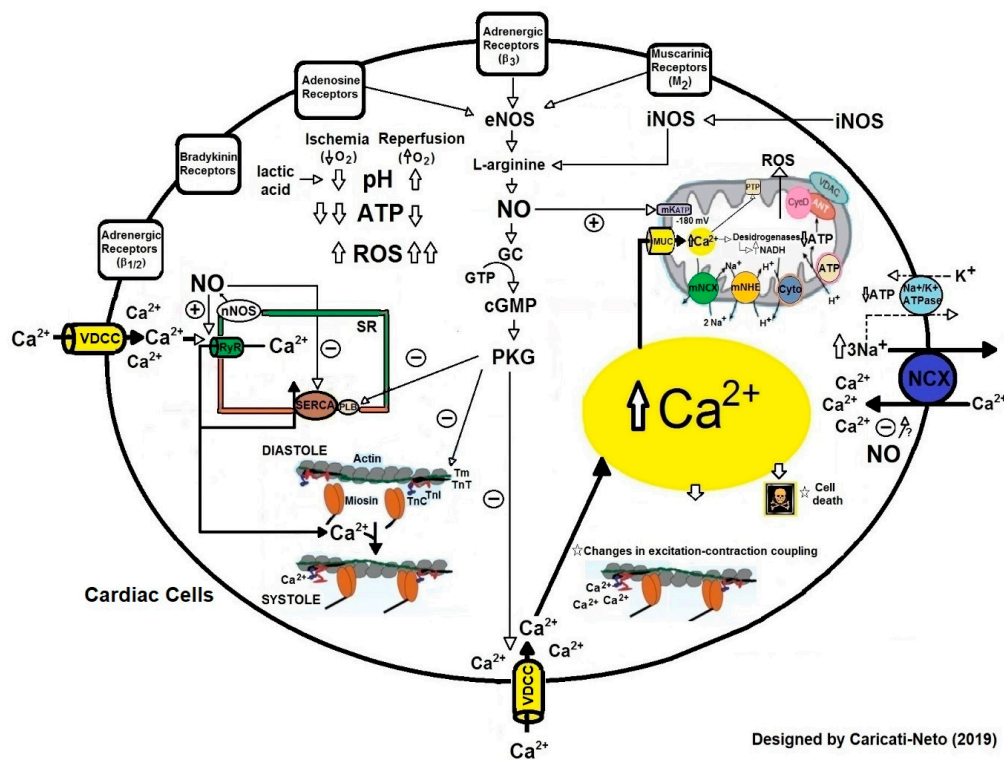 Adrenergic
Receptors
(β3)
Adenosine
Receptors
Muscarinic
Receptors
(M2)
Bradykinin
Receptors
Adrenergic
Receptors
(β1/2)
eNOS
iNOS
iNOS
L-arginine
NO
+
GC
GTP
cGMP
PKG
Ischemia
(↓O2)
Reperfusion
(↑O2)
lactic
acid
pH
ATP
ROS
ROS
PTP
VDAC
CypD
ANT
mKATP
-180 mV
MUC
Ca2+
Desidrogenases
NADH
ATP
ATP
mNCX
mNHE
Cyto
Na+
H+
2 Na+
H+
H+
H+
K+
Na+/K+
ATPase
ATP
3Na+
NCX
Ca2+
Ca2+
Ca2+
Ca2+
− / ?
NO
NO
+
nNOS
SR
Ca2+
VDCC
Ca2+
Ca2+
Ca2+
RyR
Ca2+
−
−
SERCA
PLB
−
−
DIASTOLE
Actin
Tm
TnT
TnI
TnC
Miosin
Ca2+
Ca2+
SYSTOLE
Ca2+
Cell
death
☆Changes in excitation-contraction coupling
Ca2+
Ca2+ Ca2+
Cardiac Cells
Ca2+
Ca2+
Ca2+
VDCC
Ca2+
Designed by Caricati-Neto (2019)